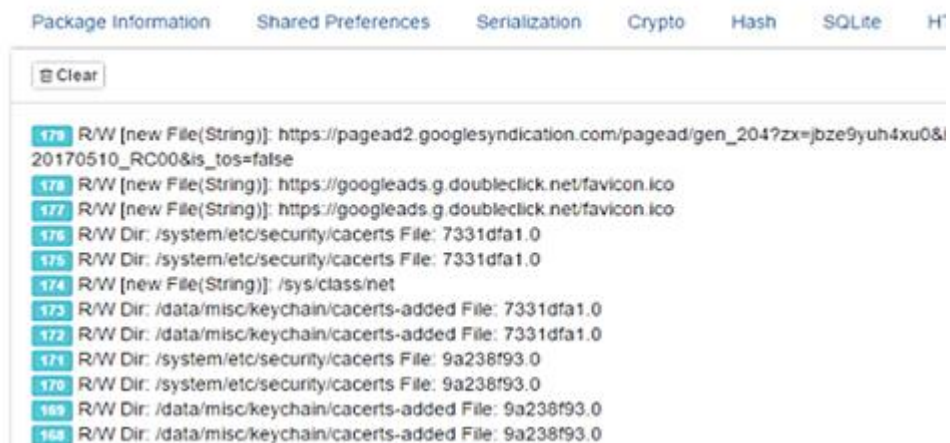 Package Information Shared Preferences Serialization Crypto Hash SQLite
Clear
179 R/W [new File(String)]: https://pagead2.googlesyndication.com/pagead/gen_204?zx=jbze9yuh4xu0&
20170510_RC00&is_tos=false
178 R/W [new File(String)]: https://googleads.g.doubleclick.net/favicon.ico
177 R/W [new File(String)]: https://googleads.g.doubleclick.net/favicon.ico
176 R/W Dir: /system/etc/security/cacerts File: 7331dfa1.0
175 R/W Dir: /system/etc/security/cacerts File: 7331dfa1.0
174 R/W [new File(String)]: /sys/class/net
173 R/W Dir: /data/misc/keychain/cacerts-added File: 7331dfa1.0
172 R/W Dir: /data/misc/keychain/cacerts-added File: 7331dfa1.0
171 R/W Dir: /system/etc/security/cacerts File: 9a238f93.0
170 R/W Dir: /system/etc/security/cacerts File: 9a238f93.0
169 R/W Dir: /data/misc/keychain/cacerts-added File: 9a238f93.0
168 R/W Dir: /data/misc/keychain/cacerts-added File: 9a238f93.0